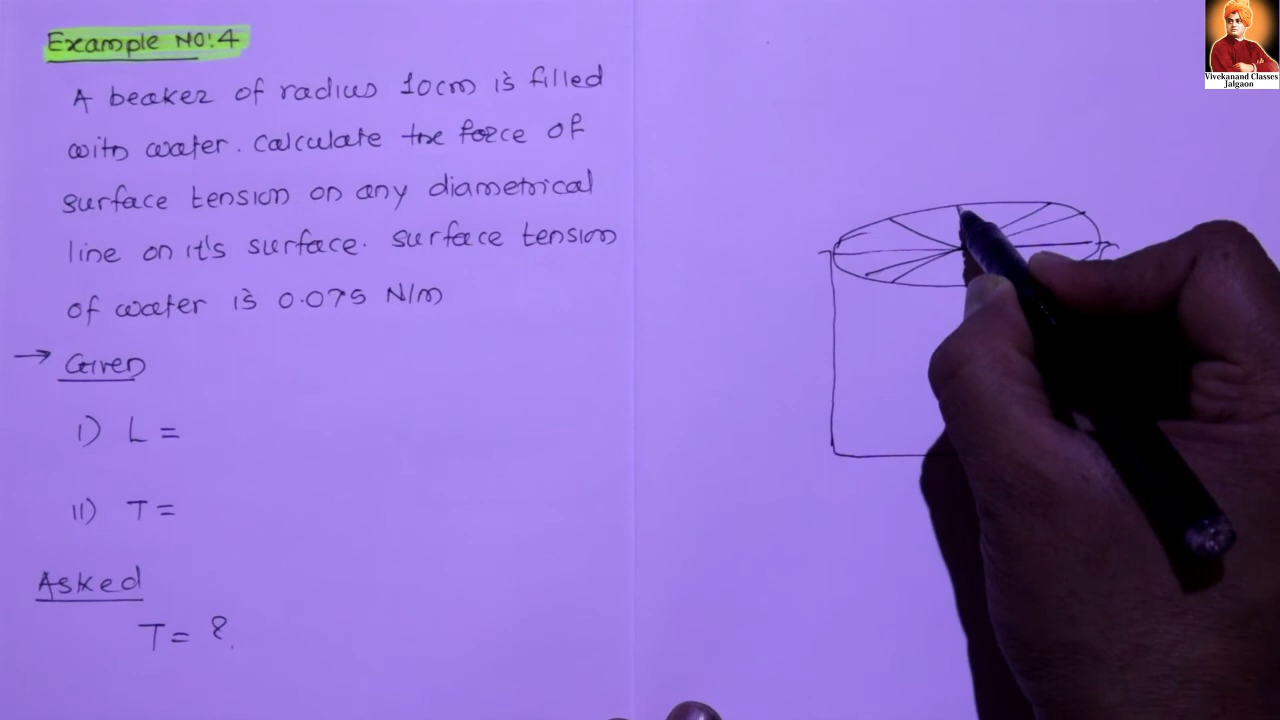 Example No:4
A beaker of radius 10cm is filled
with water. Calculate the force of
surface tension on any diametrical
line on it's surface. surface tension
of water is 0.075 N/m
→ Given
I) L =
II) T =
Asked
T = ?
Vivekanand Classes
Jalgaon